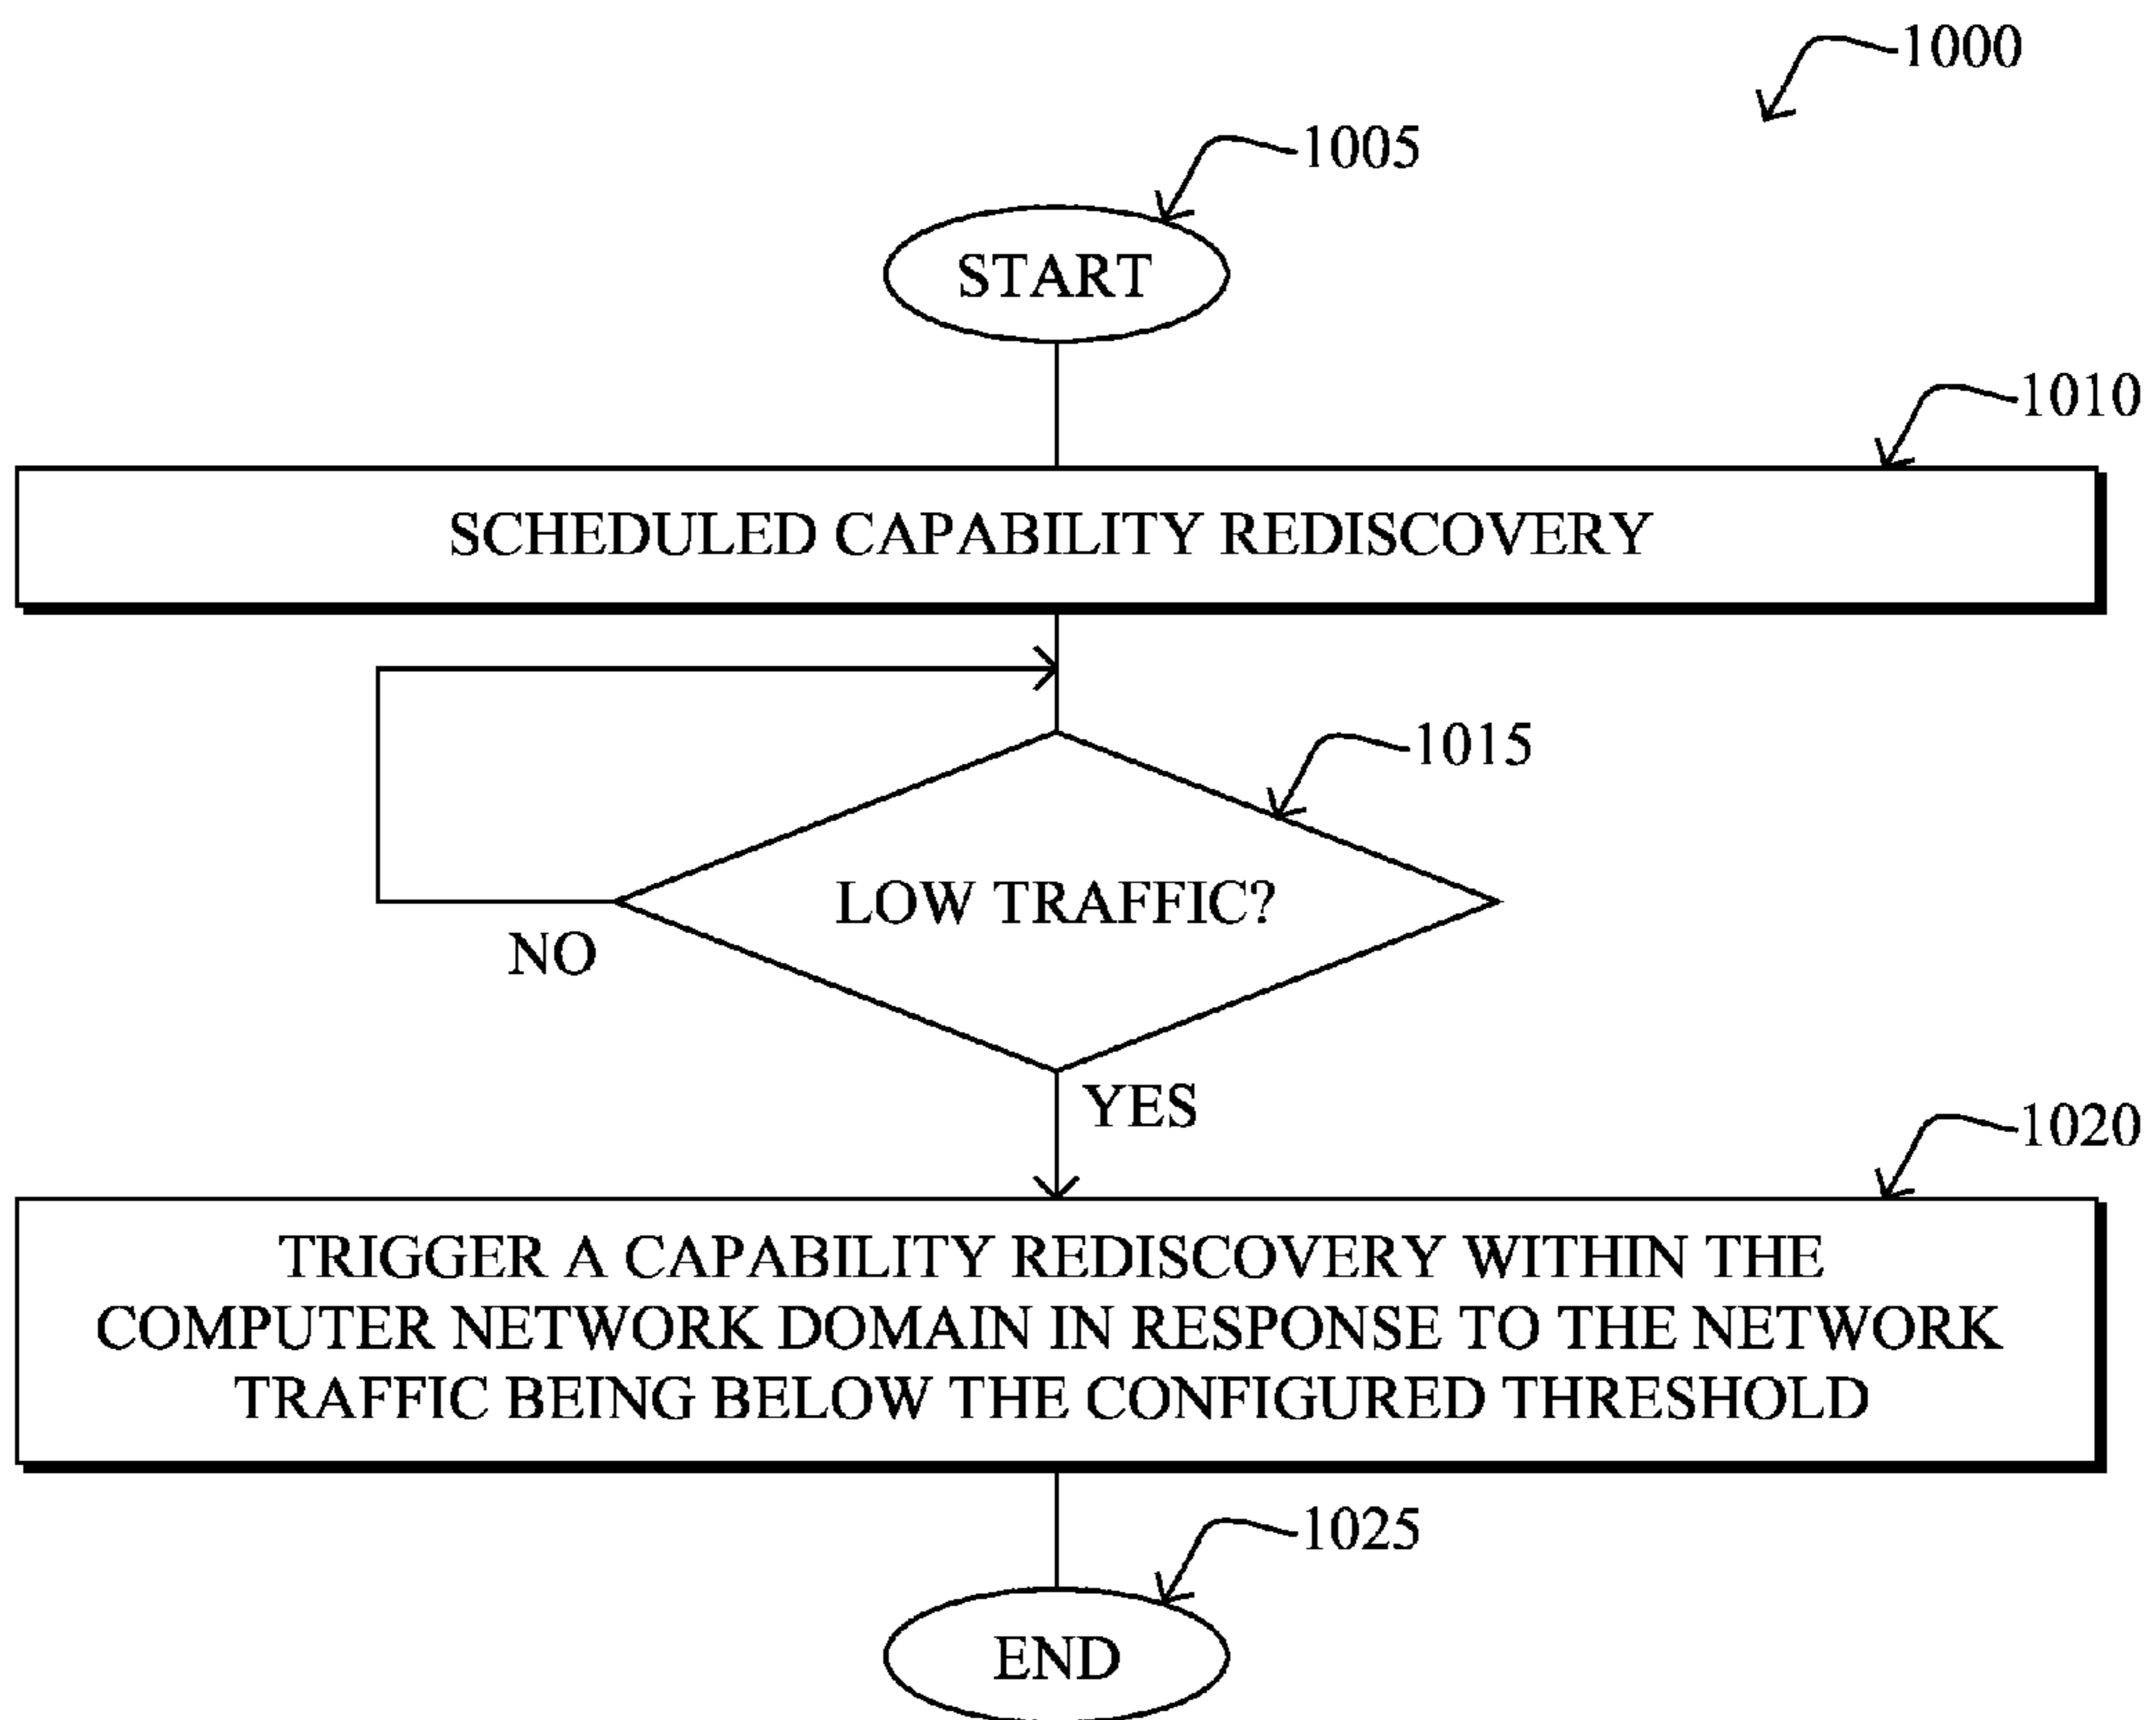 1000
1005
START
1010
SCHEDULED CAPABILITY REDISCOVERY
1015
LOW TRAFFIC?
NO
YES
1020
TRIGGER A CAPABILITY REDISCOVERY WITHIN THE
COMPUTER NETWORK DOMAIN IN RESPONSE TO THE NETWORK
TRAFFIC BEING BELOW THE CONFIGURED THRESHOLD
1025
END